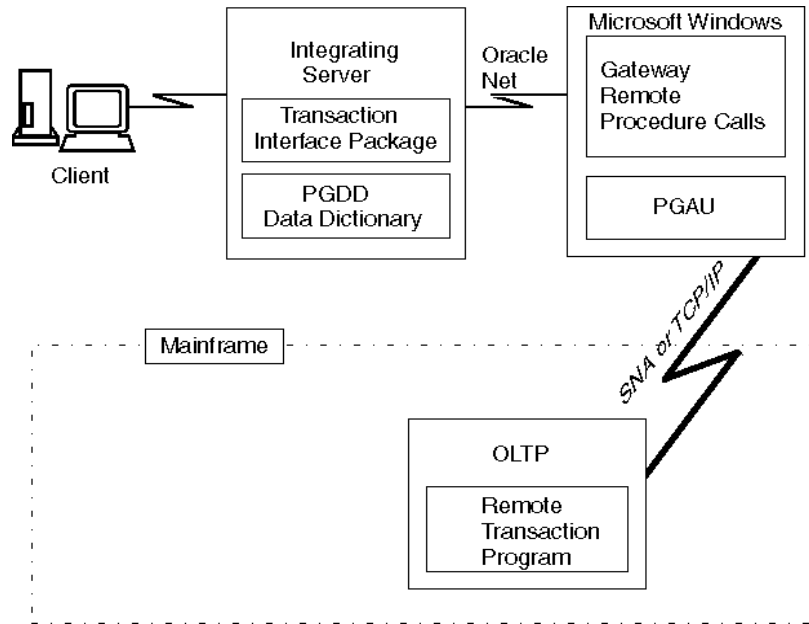 Client
Integrating
Server
Transaction
Interface Package
PGDD
Data Dictionary
Oracle
Net
Microsoft Windows
Gateway
Remote
Procedure Calls
PGAU
SNA or TCP/IP
Mainframe
OLTP
Remote
Transaction
Program